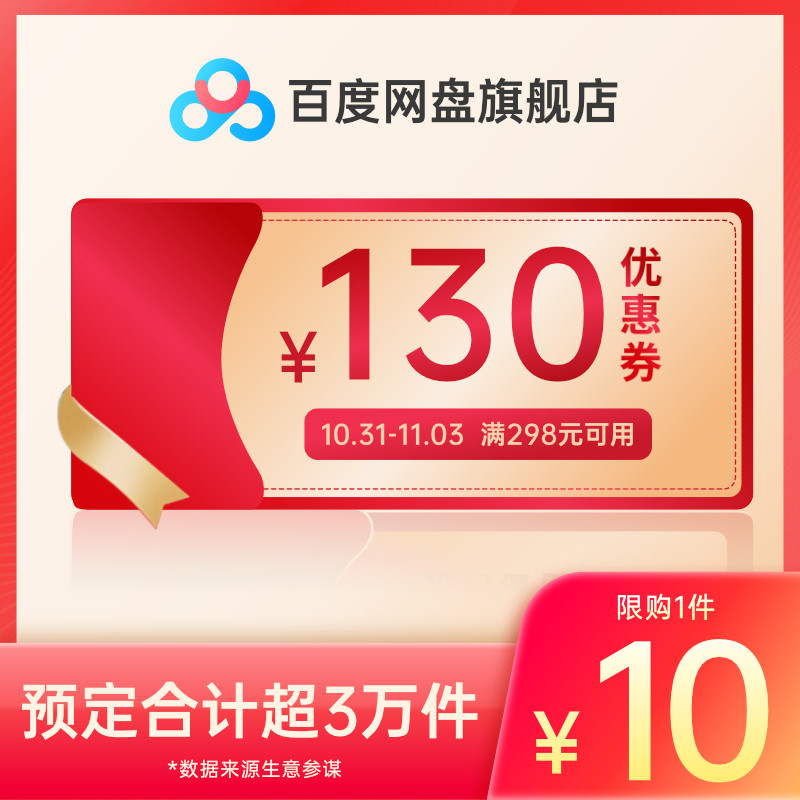 百度网盘旗舰店
¥130
优惠券
10.31-11.03 满298元可用
限购1件
¥10
预定合计超3万件
*数据来源生意参谋